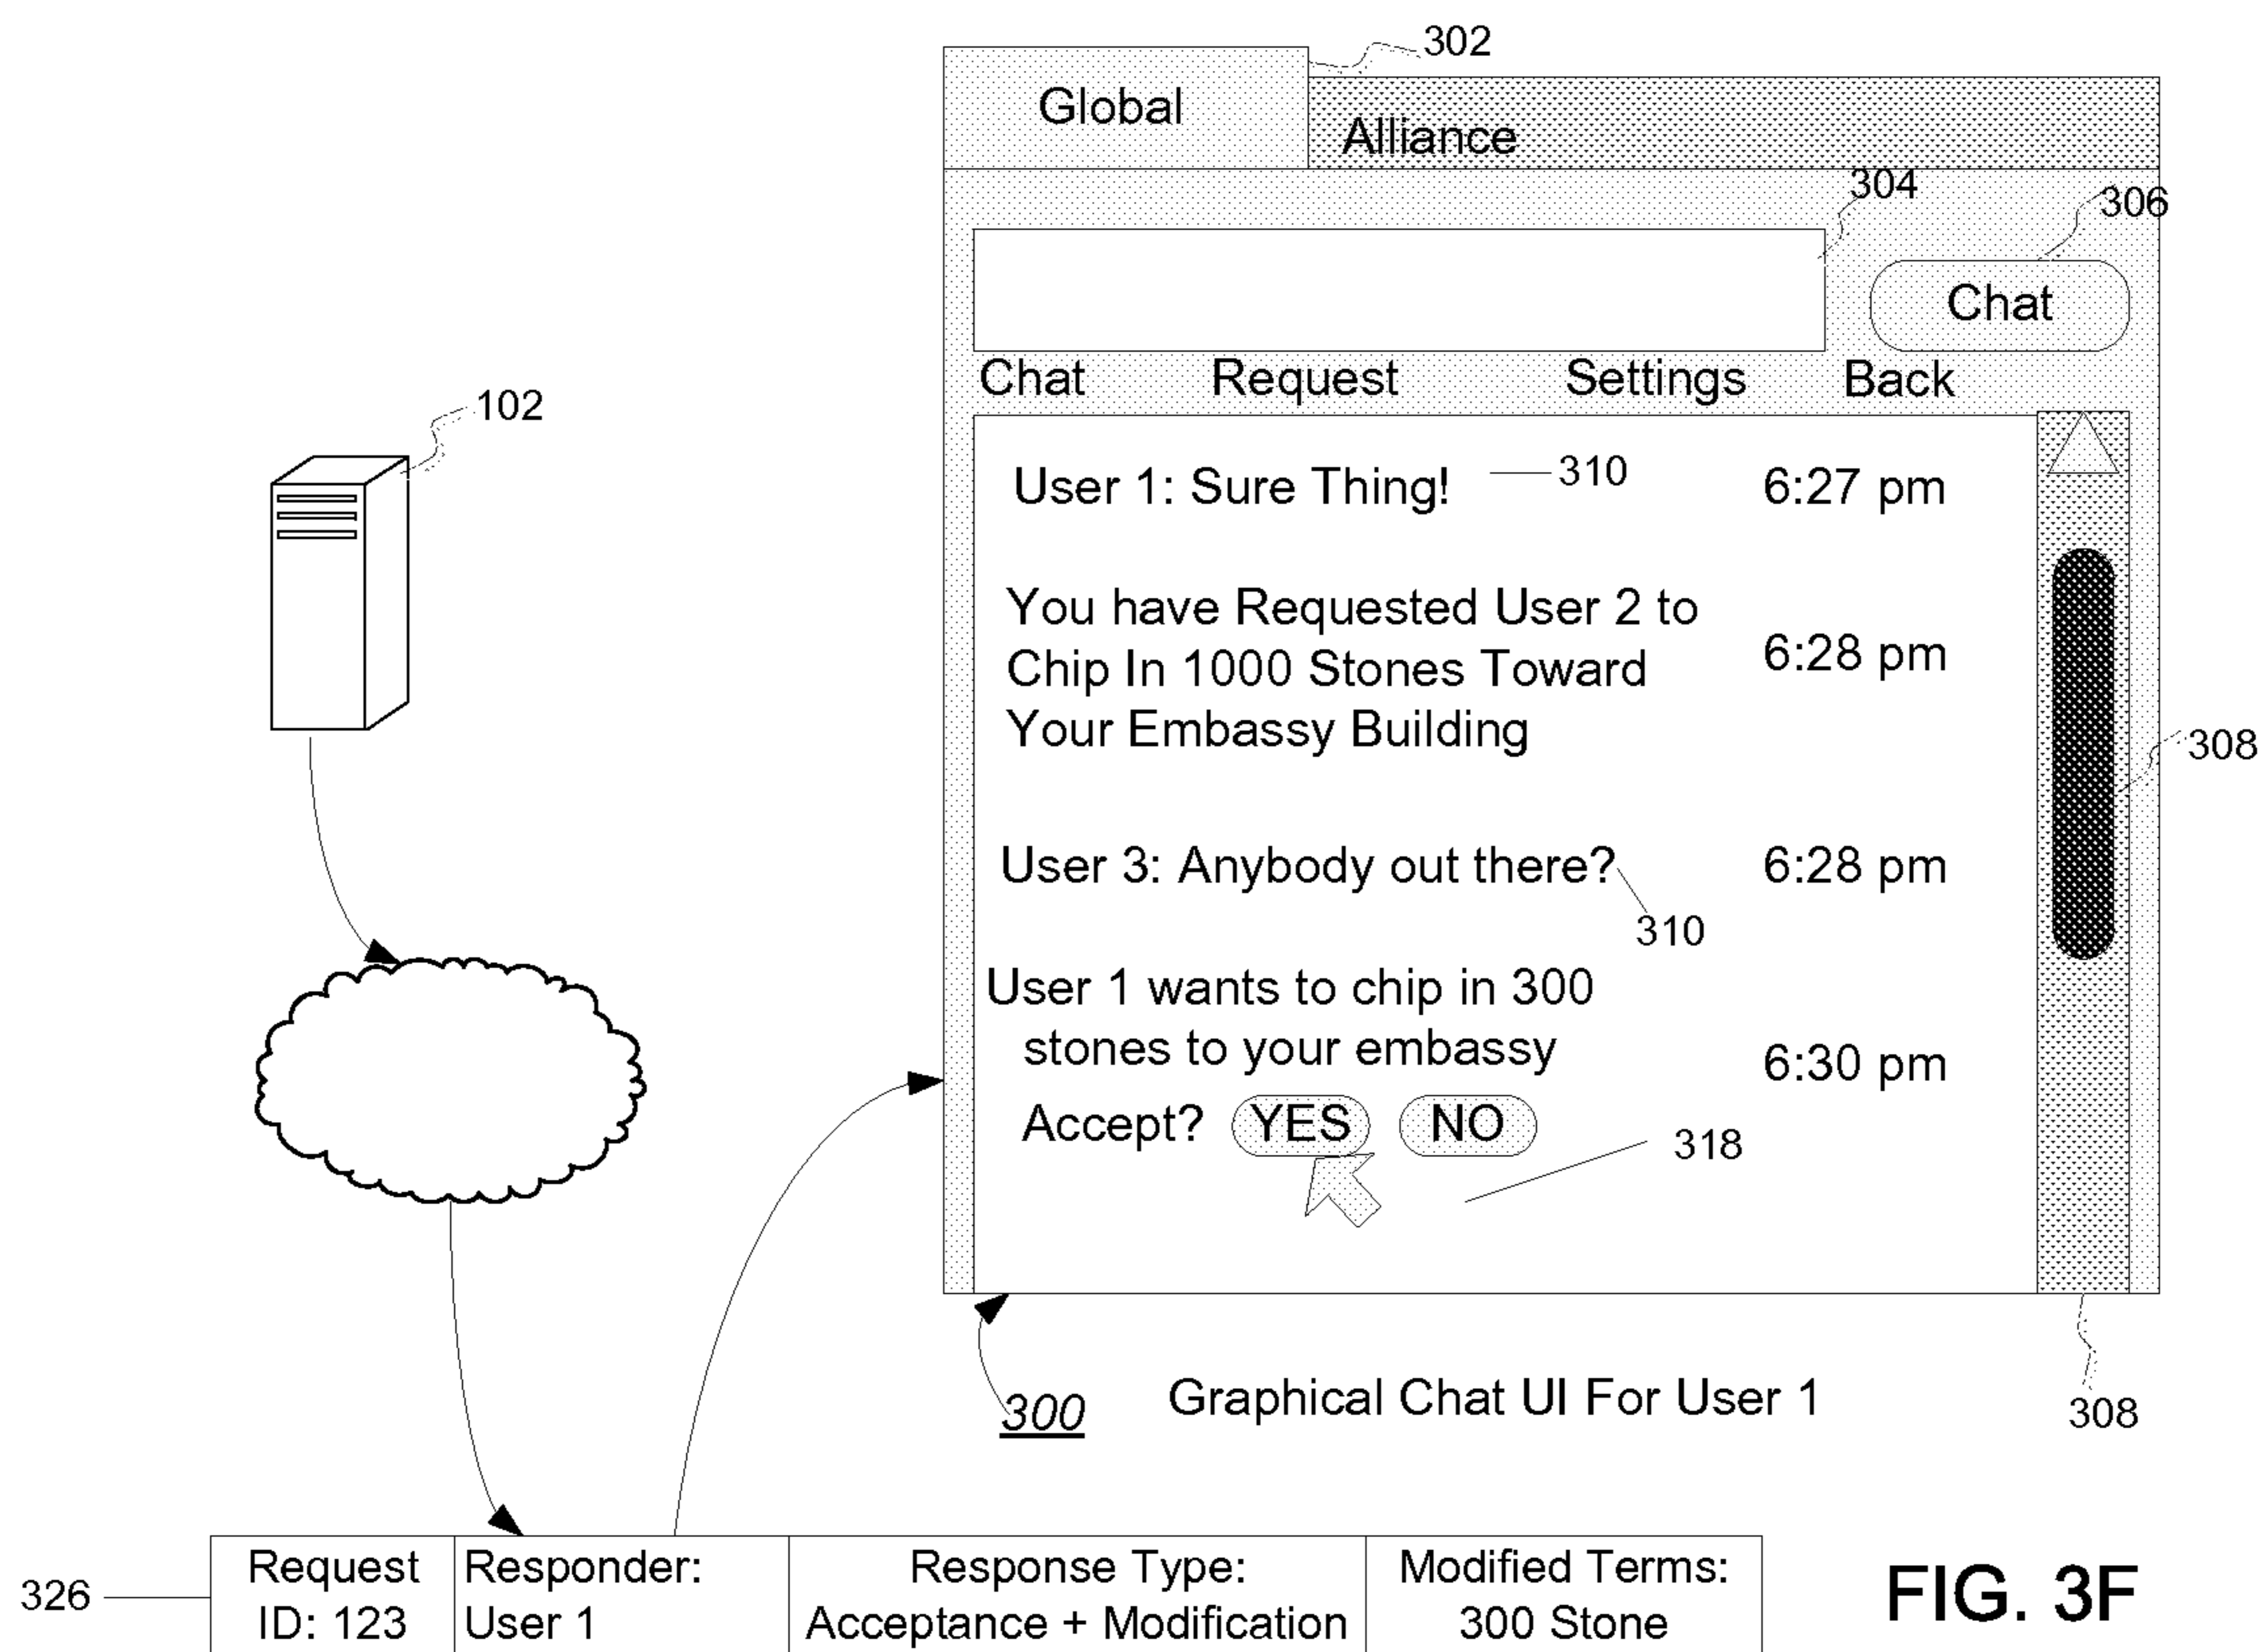 302
Global
Alliance
304
306
Chat
Chat Request Settings Back
102
User 1: Sure Thing! 310 6:27 pm
You have Requested User 2 to
Chip In 1000 Stones Toward
Your Embassy Building
6:28 pm
308
User 3: Anybody out there? 6:28 pm
310
User 1 wants to chip in 300
stones to your embassy
6:30 pm
Accept? YES NO
318
300
Graphical Chat UI For User 1
308
326
Request
ID: 123
Responder:
User 1
Response Type:
Acceptance + Modification
Modified Terms:
300 Stone
FIG. 3F